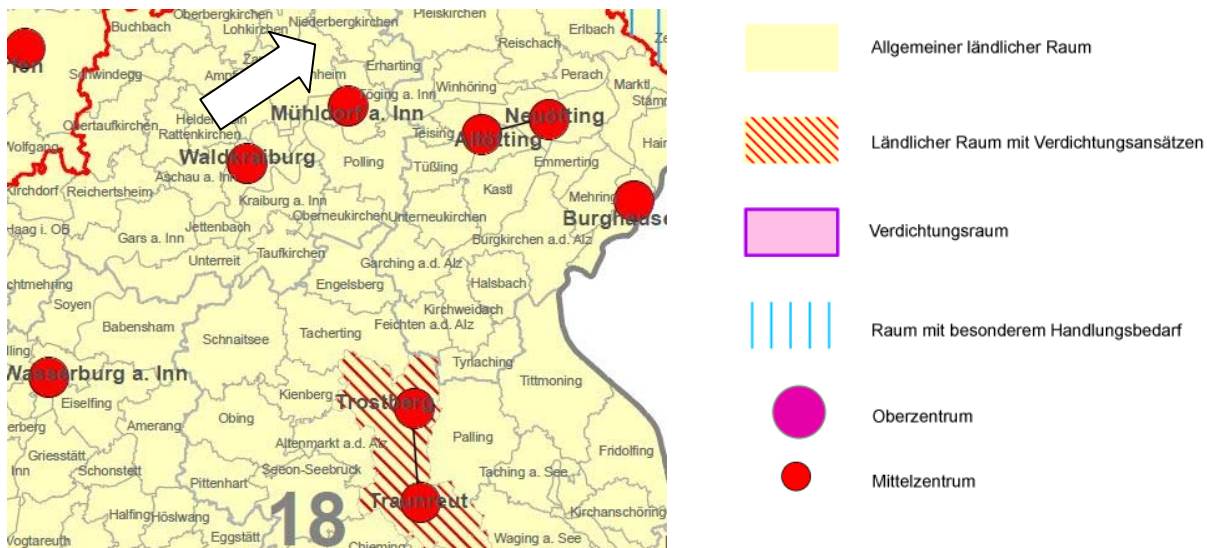 Oberbergkirchen
Pleiskirchen
Niederbergkirchen
Lohkirchen
Buchbach
Erlbach
Reischach
Schwindegg
Erharting
Perach
Marktl
Winhöring
Töging a. Inn
Mühldorf a. Inn
Neuötting
Obertaufkirchen
Rattenkirchen
Teising
Altötting
Wolfgang
Waldkraiburg
Polling
Tüßling
Emmerting
Aschau a. Inn
Kirchdorf
Reichertsheim
Kastl
Mehring
Kraiburg a. Inn
Oberneukirchen
Unterneukirchen
Haag i. OB
Jettenbach
Gars a. Inn
Burgkirchen a.d. Alz
Taufkirchen
Unterreit
Garching a.d. Alz
Engelsberg
Halsbach
Soyen
Kirchweidach
Babensham
Feichten a.d. Alz
Tacherting
Schnaitsee
Tyrlaching
Wasserburg a. Inn
Tittmoning
Eiselfing
Kienberg
Trostberg
Obing
Amerang
Palling
Altenmarkt a.d. Alz
Fridolfing
Griesstätt
Schonstett
Seeon-Seebruck
Taching a. See
Pittenhart
Traunreut
18
Halfing
Höslwang
Kirchanschöring
Eggstätt
Vogtareuth
Chieming
Waging a. See
Allgemeiner ländlicher Raum
Ländlicher Raum mit Verdichtungsansätzen
Verdichtungsraum
Raum mit besonderem Handlungsbedarf
Oberzentrum
Mittelzentrum